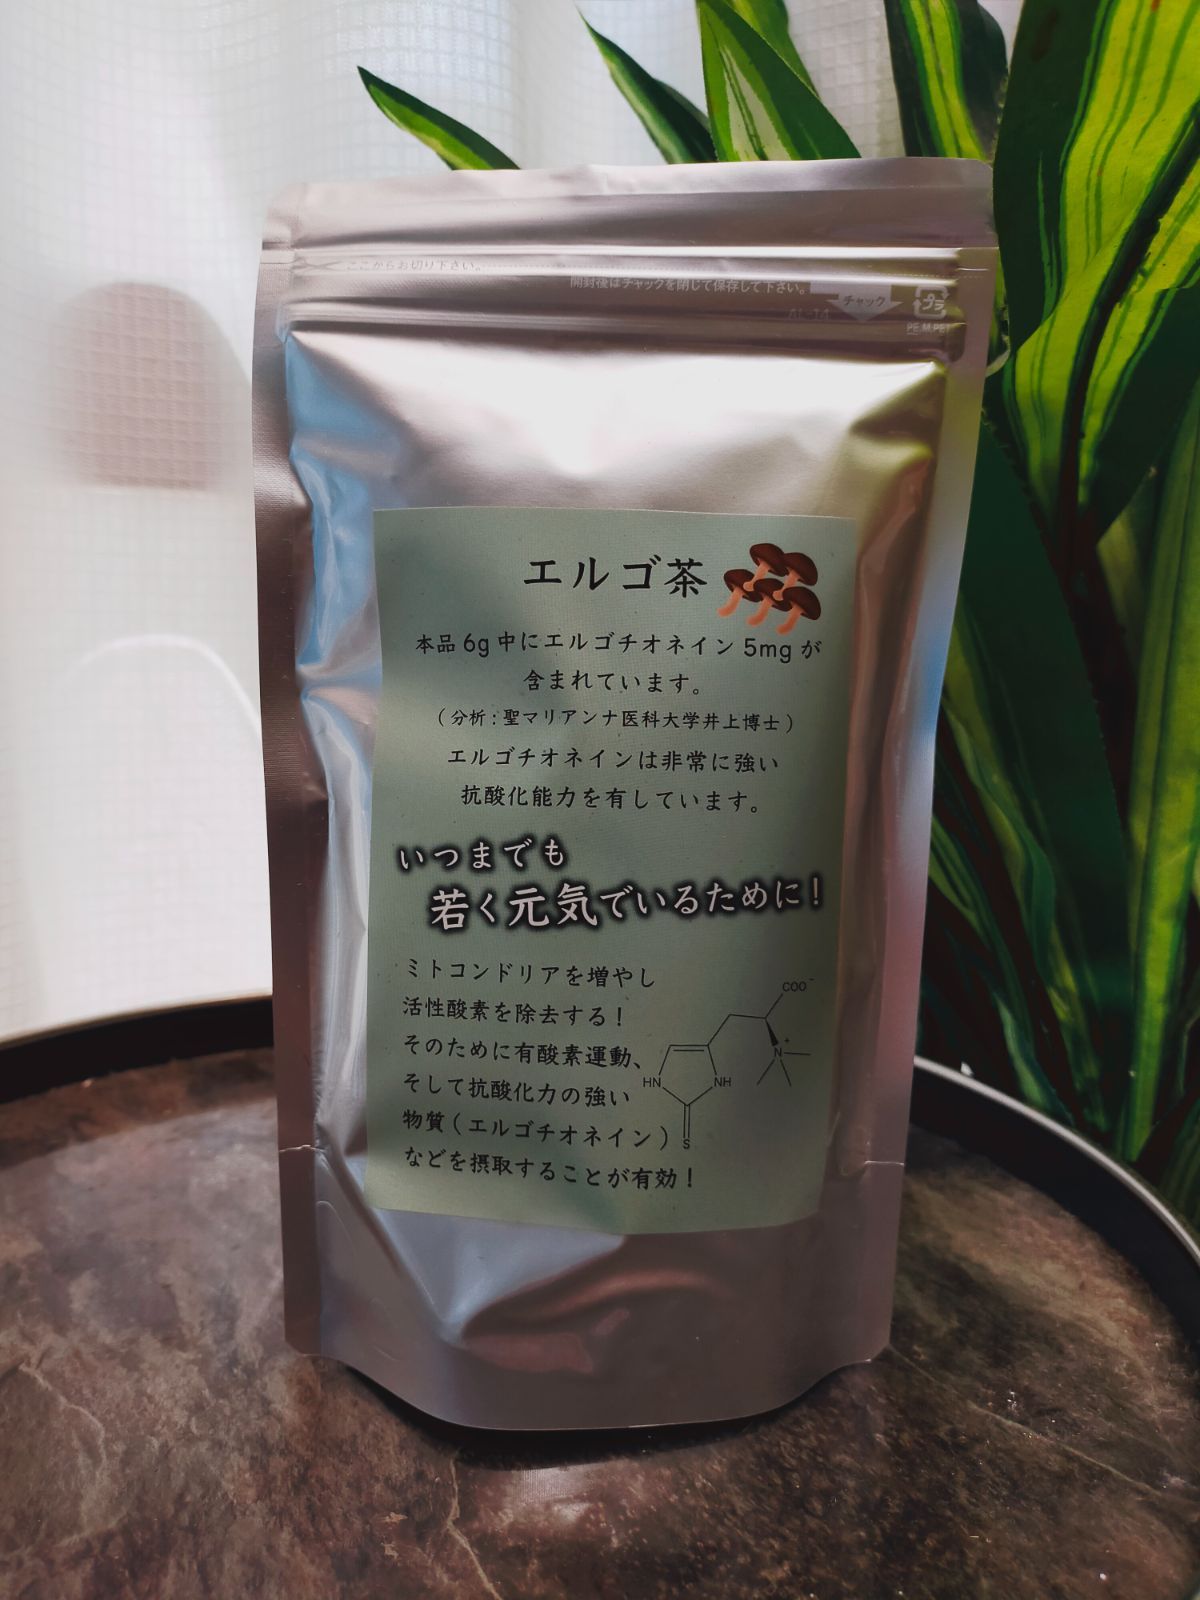 ここからお切り下さい。
開封後はチャックを閉じて保存して下さい。
チャック
プラ
PE,M,PET
エルゴ茶
本品6g中にエルゴチオネイン5mgが
含まれています。
(分析:聖マリアンナ医科大学井上博士)
エルゴチオネインは非常に強い
抗酸化能力を有しています。
いつまでも
若く元気でいるために!
ミトコンドリアを増やし
活性酸素を除去する!
そのために有酸素運動、
そして抗酸化力の強い
物質(エルゴチオネイン)
などを摂取することが有効!
COO⁻
N⁺
HN
NH
S